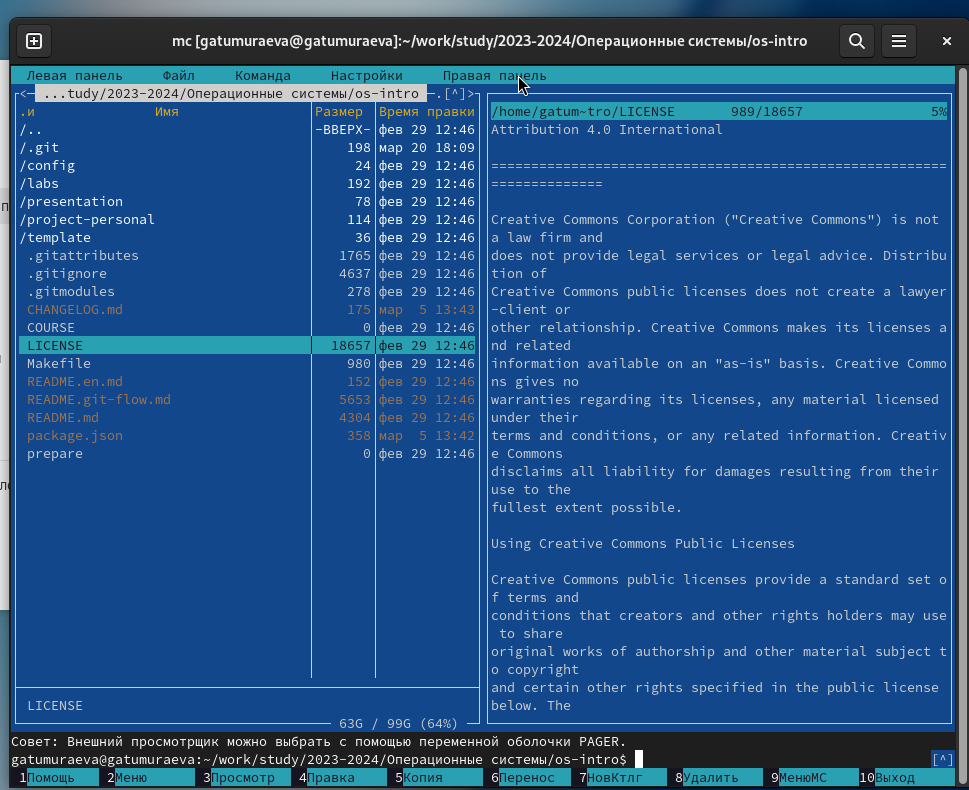 mc [gatumuraeva@gatumuraeva]:~/work/study/2023-2024/Операционные системы/os-intro
Левая панель Файл Команда Настройки Правая панель
<— ...tudy/2023-2024/Операционные системы/os-intro —.[^]>
.и Имя Размер Время правки
/.. -ВВЕРХ- фев 29 12:46
/.git 198 мар 20 18:09
/config 24 фев 29 12:46
/labs 192 фев 29 12:46
/presentation 78 фев 29 12:46
/project-personal 114 фев 29 12:46
/template 36 фев 29 12:46
.gitattributes 1765 фев 29 12:46
.gitignore 4637 фев 29 12:46
.gitmodules 278 фев 29 12:46
CHANGELOG.md 175 мар 5 13:43
COURSE 0 фев 29 12:46
LICENSE 18657 фев 29 12:46
Makefile 980 фев 29 12:46
README.en.md 152 фев 29 12:46
README.git-flow.md 5653 фев 29 12:46
README.md 4304 фев 29 12:46
package.json 358 мар 5 13:42
prepare 0 фев 29 12:46
LICENSE
63G / 99G (64%)
/home/gatum~tro/LICENSE 989/18657 5%
Attribution 4.0 International
=========================================================
==============
Creative Commons Corporation ("Creative Commons") is not
a law firm and
does not provide legal services or legal advice. Distribu
tion of
Creative Commons public licenses does not create a lawyer
-client or
other relationship. Creative Commons makes its licenses a
nd related
information available on an "as-is" basis. Creative Commo
ns gives no
warranties regarding its licenses, any material licensed
under their
terms and conditions, or any related information. Creativ
e Commons
disclaims all liability for damages resulting from their
use to the
fullest extent possible.
Using Creative Commons Public Licenses
Creative Commons public licenses provide a standard set o
f terms and
conditions that creators and other rights holders may use
to share
original works of authorship and other material subject t
o copyright
and certain other rights specified in the public license
below. The
Совет: Внешний просмотрщик можно выбрать с помощью переменной оболочки PAGER.
gatumuraeva@gatumuraeva:~/work/study/2023-2024/Операционные системы/os-intro$ [^]
1Помощь 2Меню 3Просмотр 4Правка 5Копия 6Перенос 7НовКтлг 8Удалить 9МенюМС 10Выход